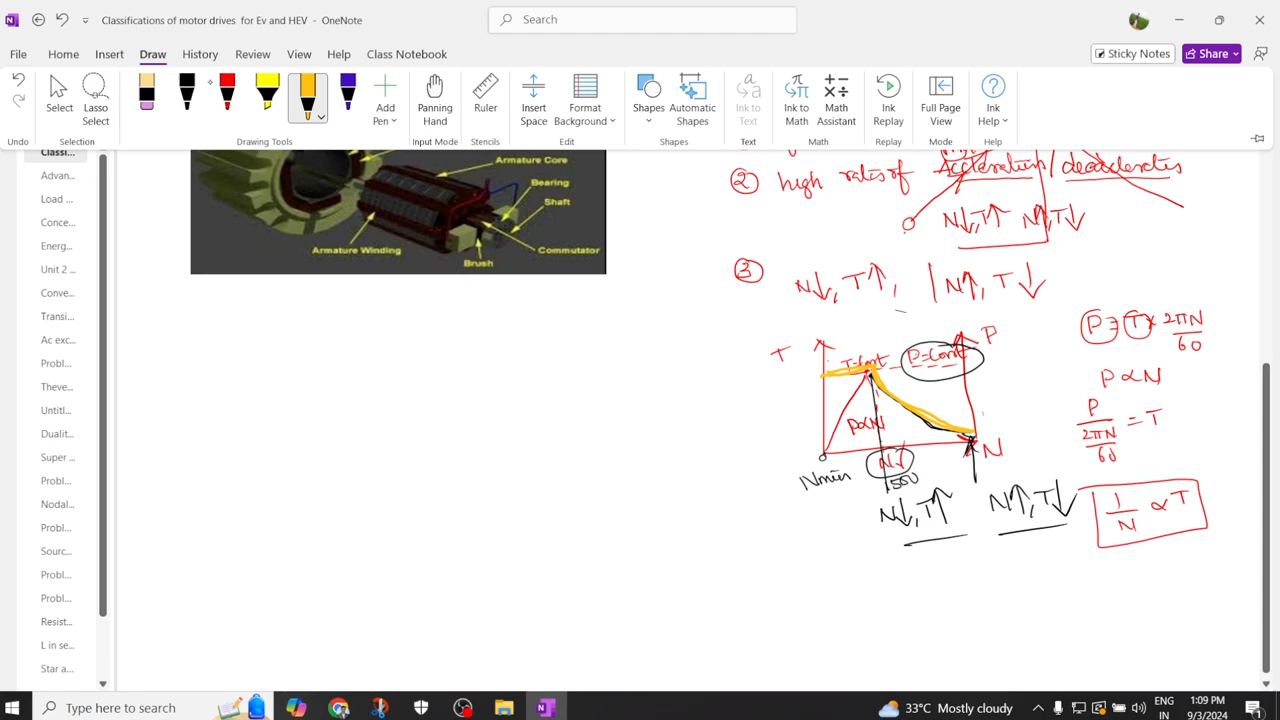 Classifications of motor drives for Ev and HEV - OneNote
Search
File Home Insert Draw History Review View Help Class Notebook
Sticky Notes
Share
Select
Lasso Select
Add Pen
Panning Hand
Ruler
Insert Space
Format Background
Shapes
Automatic Shapes
Ink to Text
Ink to Math
Math Assistant
Ink Replay
Full Page View
Ink Help
Undo
Selection
Drawing Tools
Input Mode
Stencils
Edit
Convert
Math
Replay
Mode
Help
Classi...
Advan...
Load ...
Conce...
Energ...
Unit 2 ...
Conve...
Transi...
Ac exc...
Probl...
Nortan...
Sourc...
Probl...
Dualit...
Super ...
Probl...
Nodal...
Probl...
Sourc...
Probl...
Probl...
Resist...
L in se...
Star a...
Armature Core
Bearing
Shaft
Commutator
Brush
Armature Winding
② high rates of Acceleration / deacclerates
N↓, T↑ N↑, T↓
③ N↓, T↑, | N↑, T↓
T
T=Const P=Const
P
P∝N
N
Nmin
1550
N↓, T↑ N↑, T↓
P = T × 2πN/60
P ∝ N
P / (2πN/60) = T
1/N ∝ T
Type here to search
33°C Mostly cloudy
ENG
IN
1:09 PM
9/3/2024